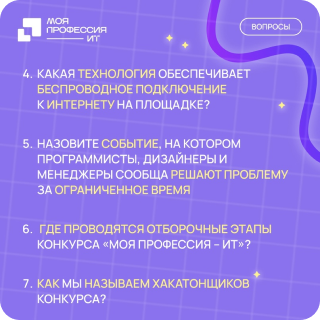 МОЯ
ПРОФЕССИЯ
ИТ
ВОПРОСЫ
4. КАКАЯ ТЕХНОЛОГИЯ ОБЕСПЕЧИВАЕТ
БЕСПРОВОДНОЕ ПОДКЛЮЧЕНИЕ
К ИНТЕРНЕТУ НА ПЛОЩАДКЕ?
5. НАЗОВИТЕ СОБЫТИЕ, НА КОТОРОМ
ПРОГРАММИСТЫ, ДИЗАЙНЕРЫ И
МЕНЕДЖЕРЫ СООБЩА РЕШАЮТ ПРОБЛЕМУ
ЗА ОГРАНИЧЕННОЕ ВРЕМЯ
6. ГДЕ ПРОВОДЯТСЯ ОТБОРОЧНЫЕ ЭТАПЫ
КОНКУРСА «МОЯ ПРОФЕССИЯ – ИТ»?
7. КАК МЫ НАЗЫВАЕМ ХАКАТОНЩИКОВ
КОНКУРСА?